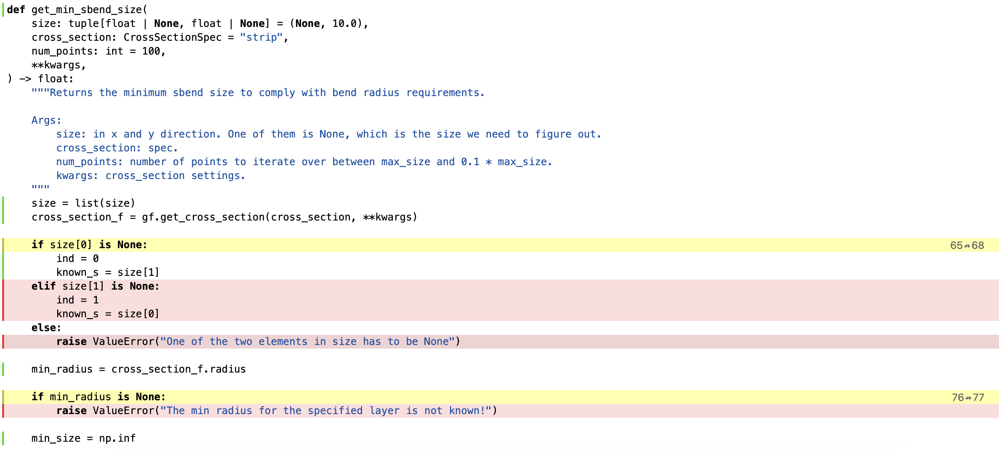 def get_min_sbend_size(
    size: tuple[float | None, float | None] = (None, 10.0),
    cross_section: CrossSectionSpec = "strip",
    num_points: int = 100,
    **kwargs,
) -> float:
    """Returns the minimum sbend size to comply with bend radius requirements.
    Args:
        size: in x and y direction. One of them is None, which is the size we need to figure out.
        cross_section: spec.
        num_points: number of points to iterate over between max_size and 0.1 * max_size.
        kwargs: cross_section settings.
    """
    size = list(size)
    cross_section_f = gf.get_cross_section(cross_section, **kwargs)
    if size[0] is None: 65↛68
        ind = 0
        known_s = size[1]
    elif size[1] is None:
        ind = 1
        known_s = size[0]
    else:
        raise ValueError("One of the two elements in size has to be None")
    min_radius = cross_section_f.radius
    if min_radius is None: 76↛77
        raise ValueError("The min radius for the specified layer is not known!")
    min_size = np.inf